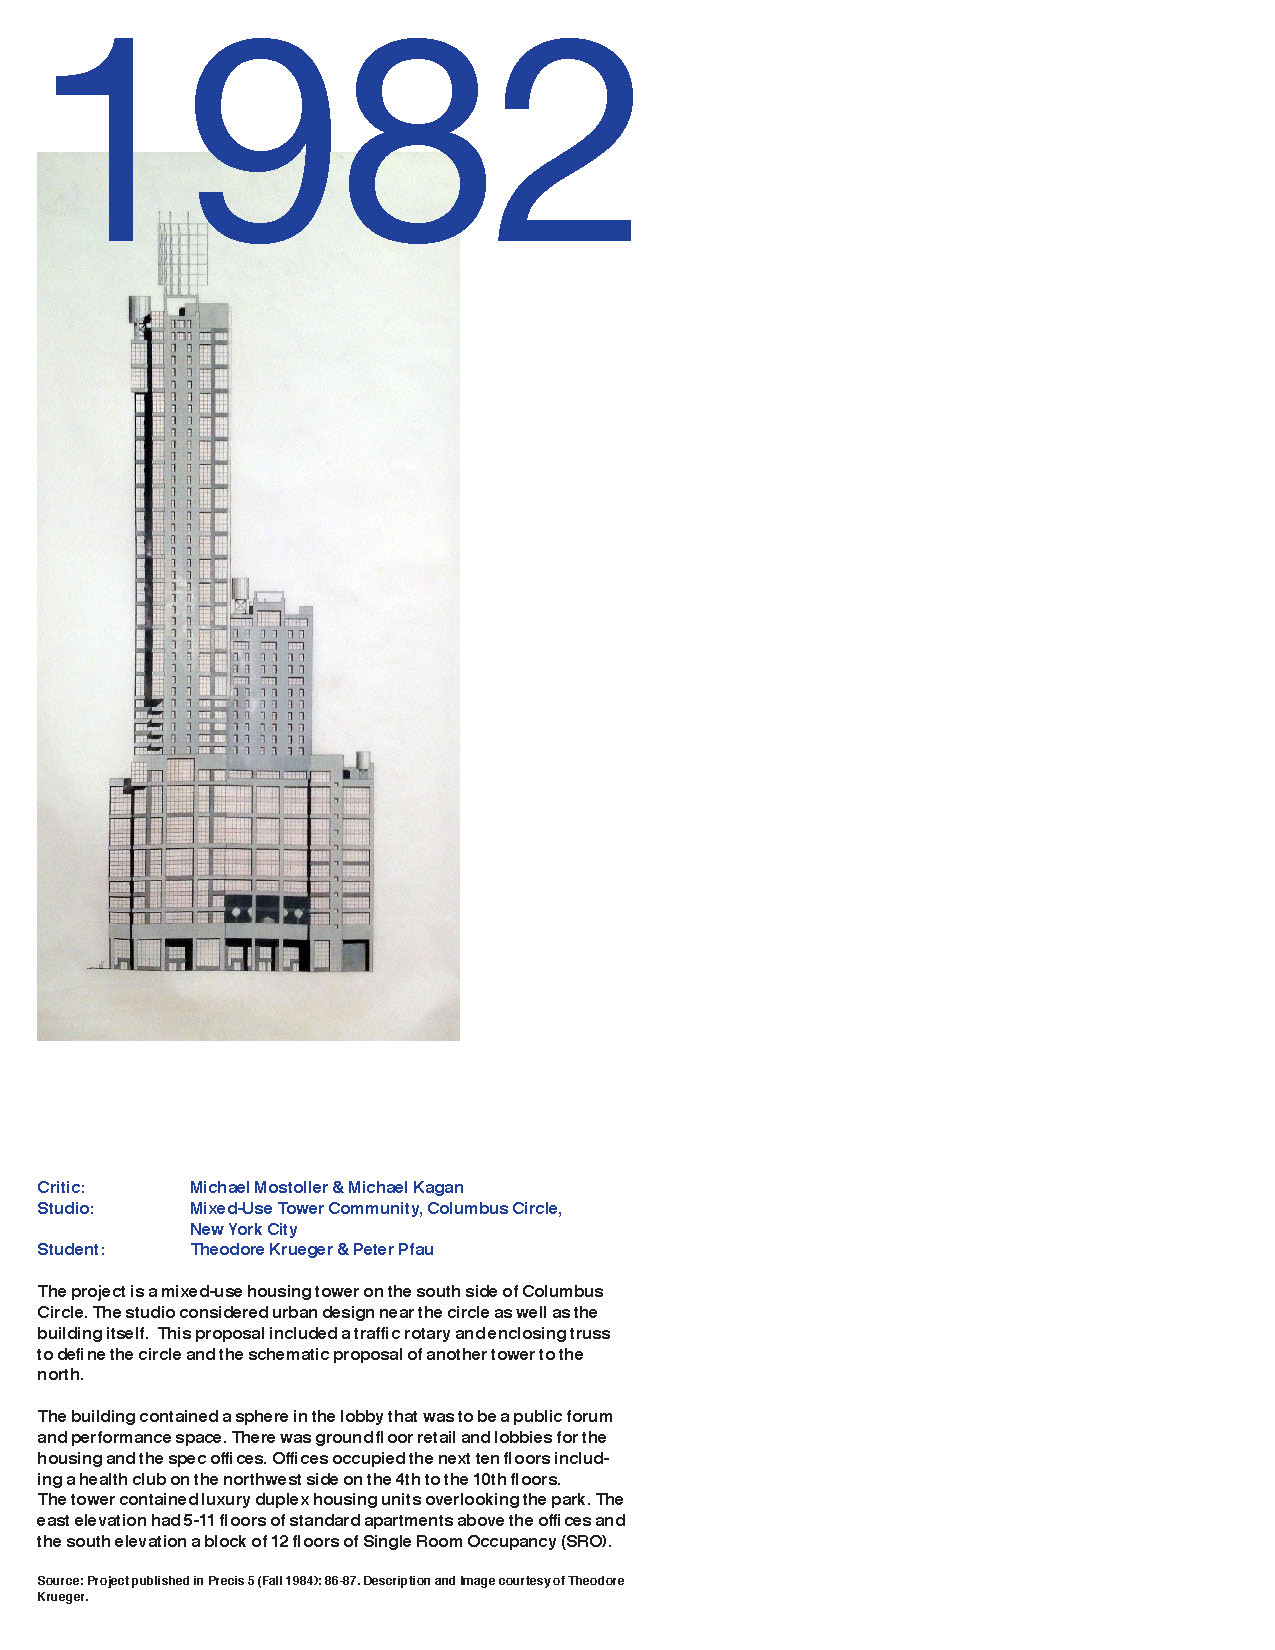 1982
Critic: Michael Mostoller & Michael Kagan
Studio: Mixed-Use Tower Community, Columbus Circle,
New York City
Student: Theodore Krueger & Peter Pfau
The project is a mixed-use housing tower on the south side of Columbus
Circle. The studio considered urban design near the circle as well as the
building itself. This proposal included a traffic rotary and enclosing truss
to define the circle and the schematic proposal of another tower to the
north.
The building contained a sphere in the lobby that was to be a public forum
and performance space. There was ground floor retail and lobbies for the
housing and the spec offices. Offices occupied the next ten floors includ-
ing a health club on the northwest side on the 4th to the 10th floors.
The tower contained luxury duplex housing units overlooking the park. The
east elevation had 5-11 floors of standard apartments above the offices and
the south elevation a block of 12 floors of Single Room Occupancy (SRO).
Source: Project published in Precis 5 (Fall 1984): 86-87. Description and Image courtesy of Theodore
Krueger.